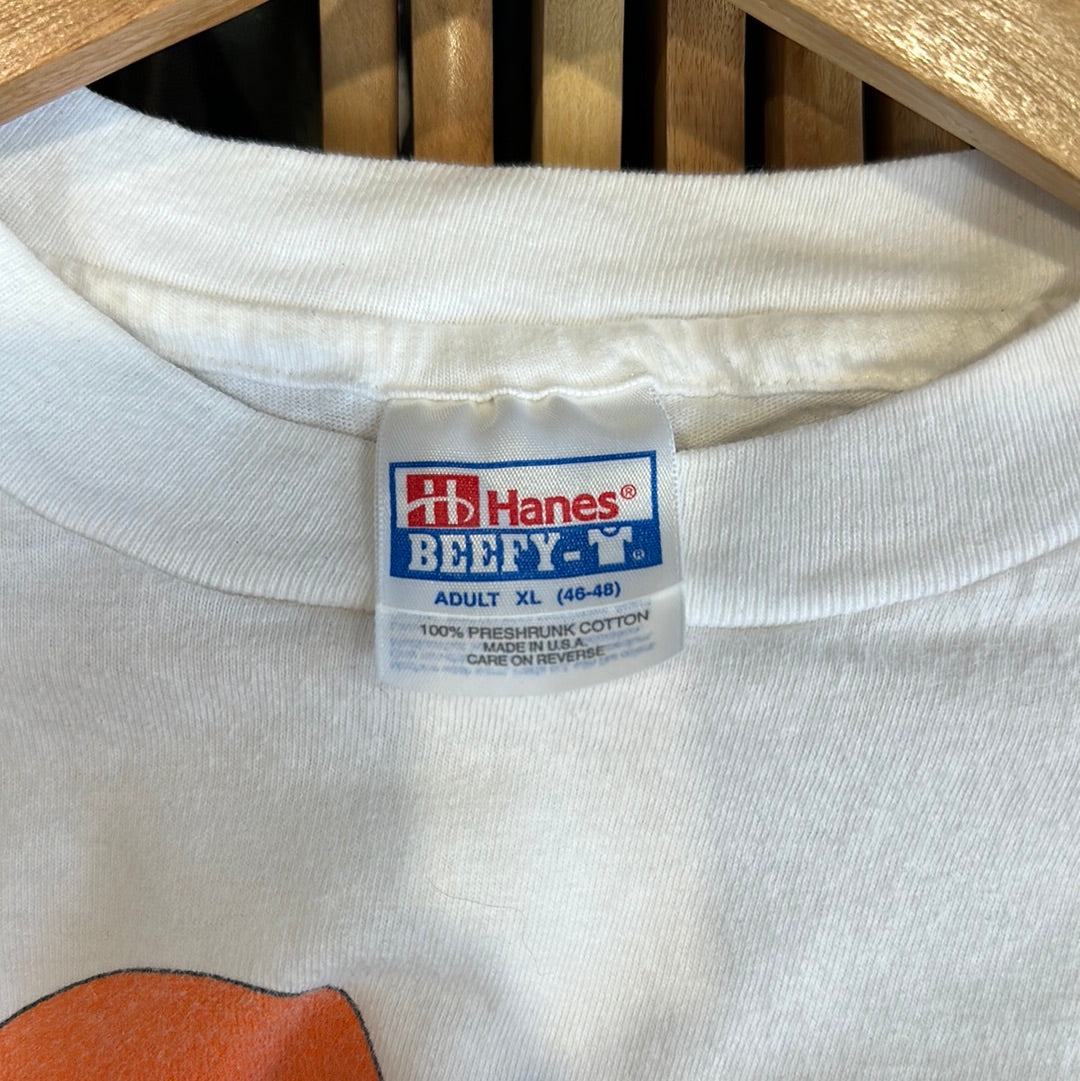 Hanes®
BEEFY-T®
ADULT XL (46-48)
100% PRESHRUNK COTTON
MADE IN U.S.A.
CARE ON REVERSE